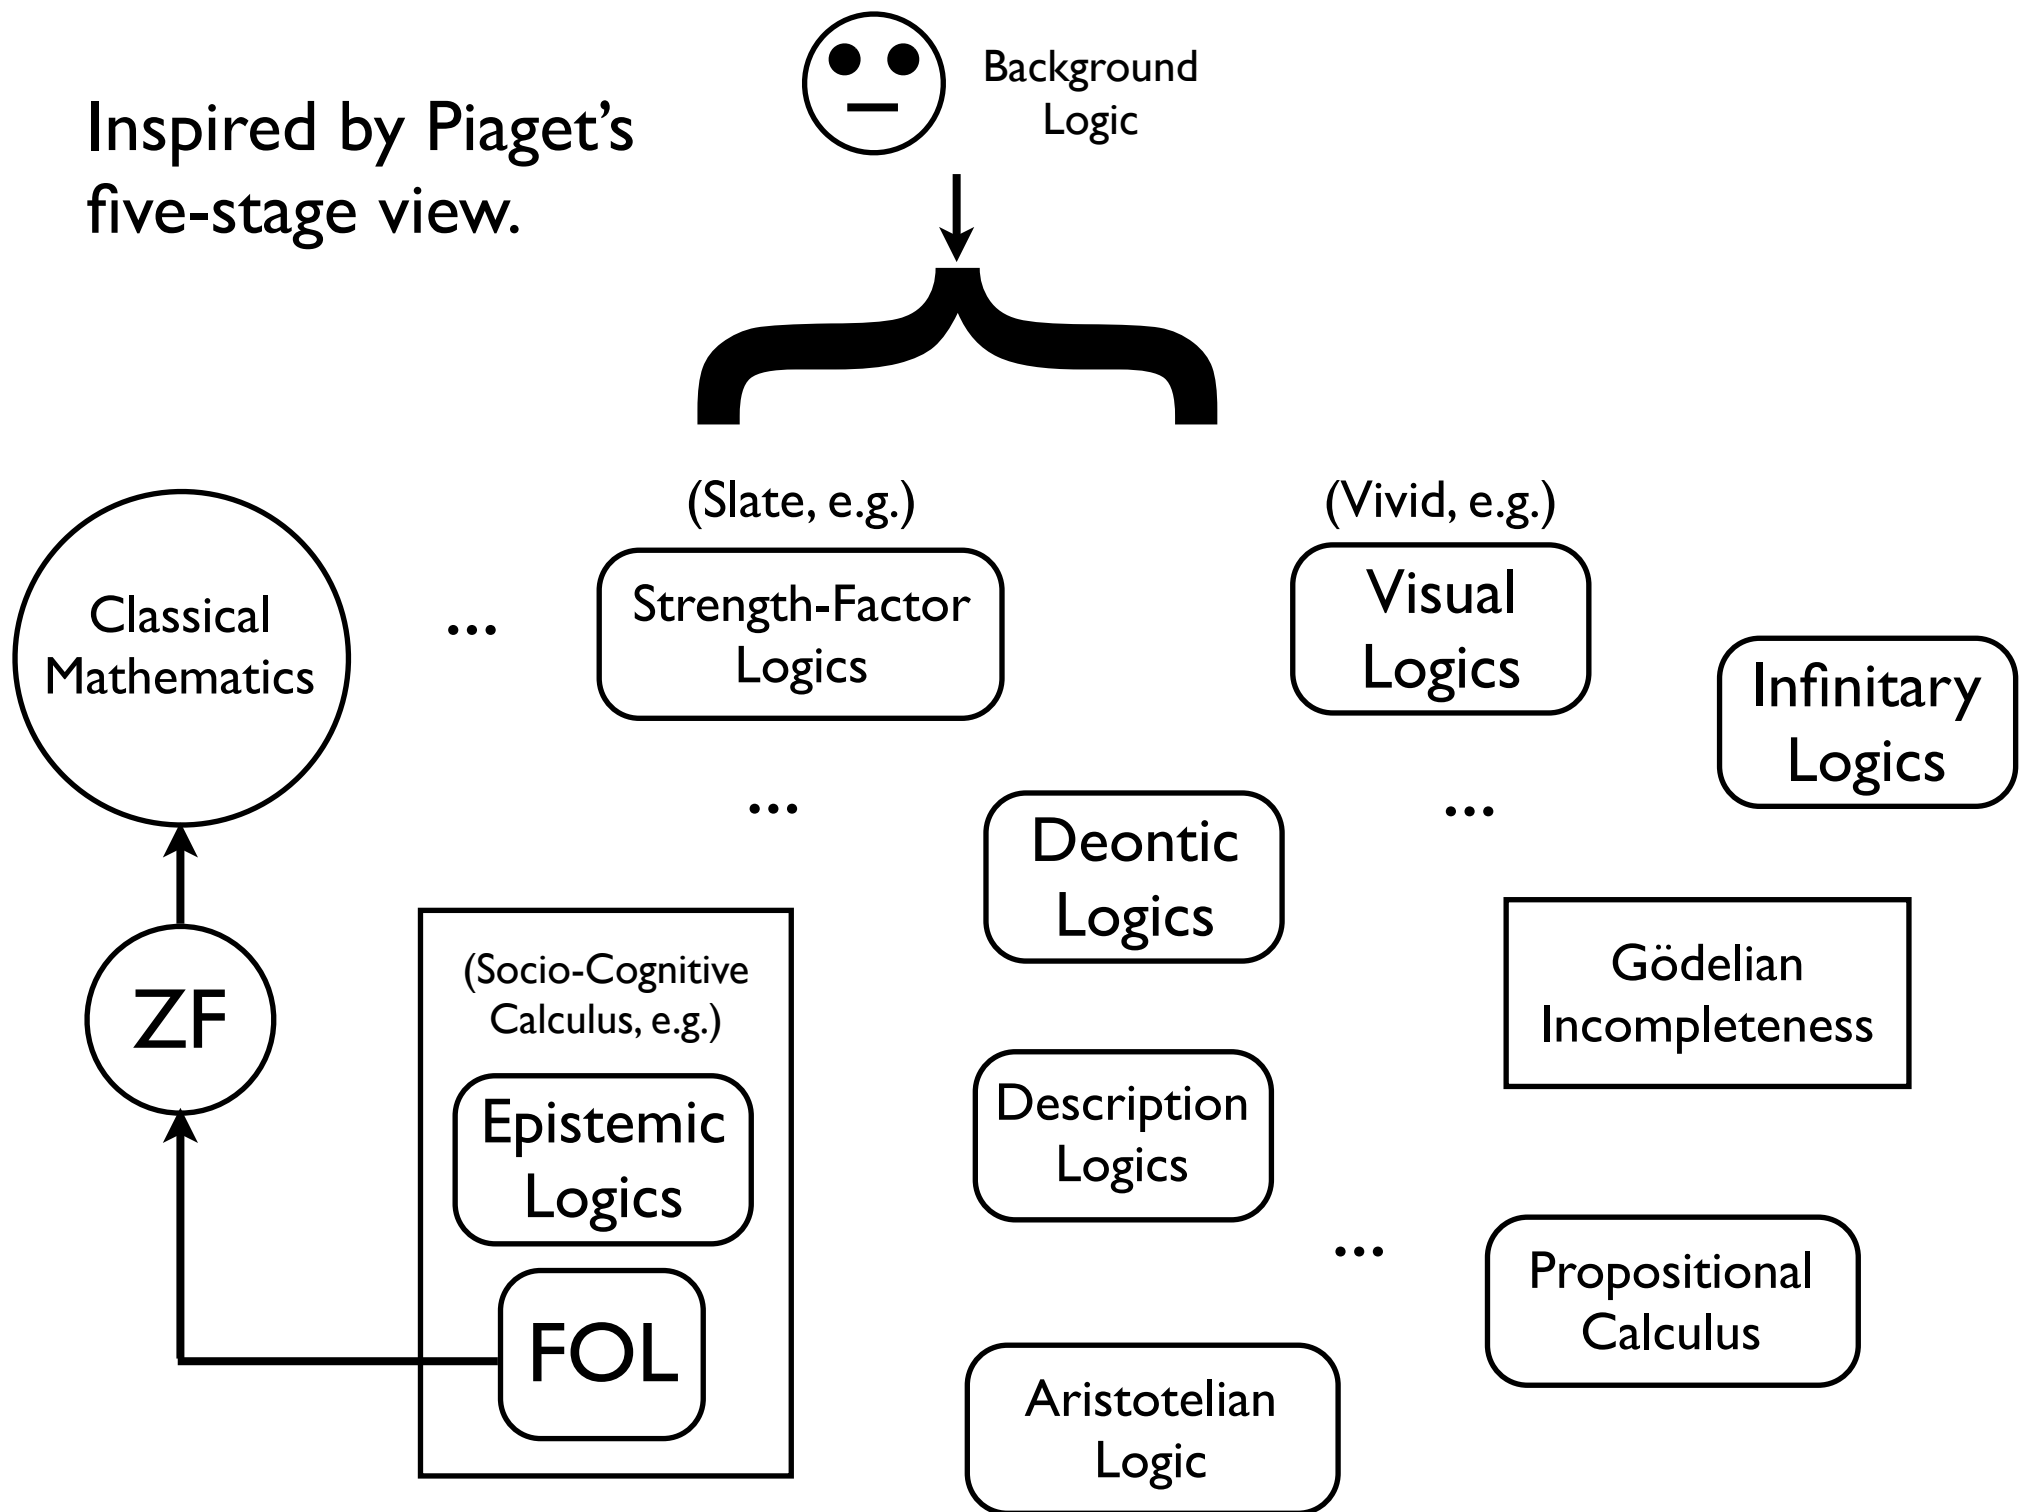 Inspired by Piaget's
five-stage view.
Background
Logic
(Slate, e.g.)
(Vivid, e.g.)
Classical
Mathematics
...
Strength-Factor
Logics
Visual
Logics
Infinitary
Logics
...
Deontic
Logics
...
ZF
(Socio-Cognitive
Calculus, e.g.)
Epistemic
Logics
FOL
Gödelian
Incompleteness
Description
Logics
...
Propositional
Calculus
Aristotelian
Logic